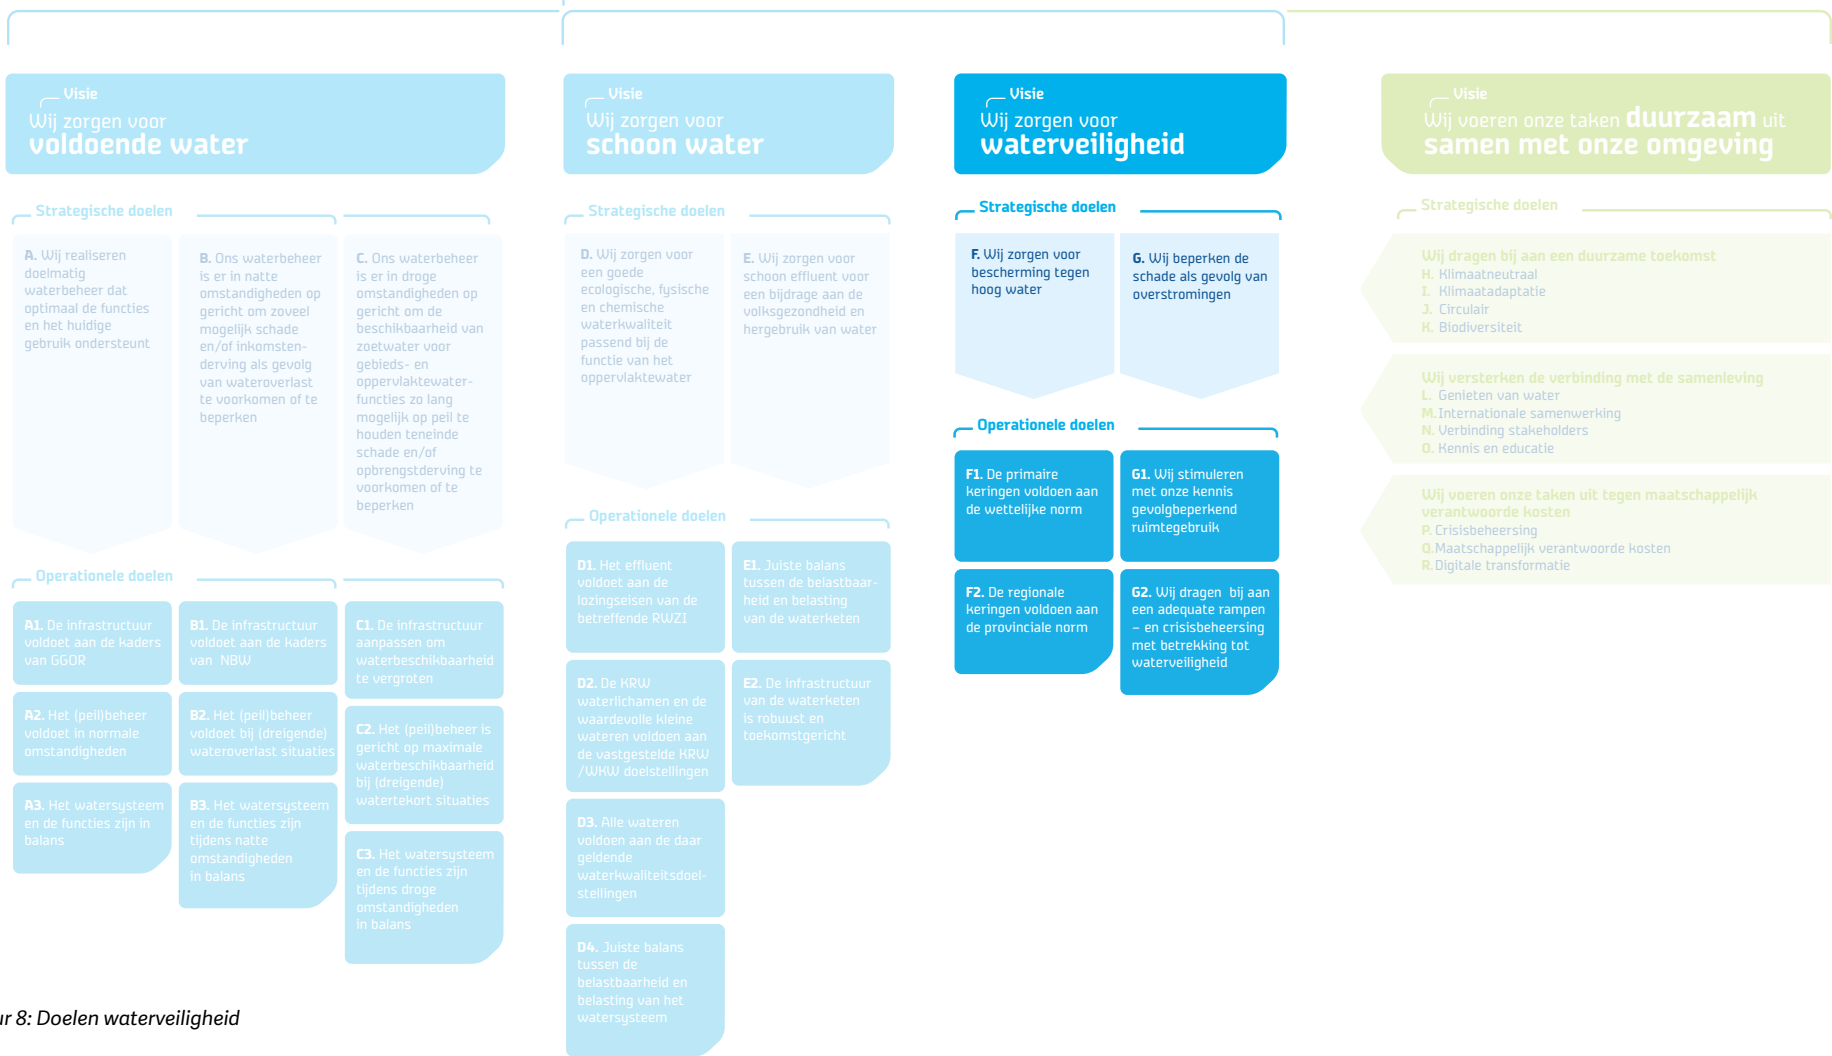 Visie
Wij zorgen voor
voldoende water
Strategische doelen
A. Wij realiseren
doelmatig
waterbeheer dat
optimaal de functies
en het huidige
gebruik ondersteunt
B. Ons waterbeheer
is er in natte
omstandigheden op
gericht om zoveel
mogelijk schade
en/of inkomsten-
derving als gevolg
van wateroverlast
te voorkomen of te
beperken
C. Ons waterbeheer
is er in droge
omstandigheden op
gericht om de
beschikbaarheid van
zoetwater voor
gebieds- en
oppervlaktewater-
functies zo lang
mogelijk op peil te
houden teneinde
schade en/of
opbrengstderving te
voorkomen of te
beperken
Operationele doelen
A1. De infrastructuur
voldoet aan de kaders
van GGOR
A2. Het (peil)beheer
voldoet in normale
omstandigheden
A3. Het watersysteem
en de functies zijn in
balans
B1. De infrastructuur
voldoet aan de kaders
van NBW
B2. Het (peil)beheer
voldoet bij (dreigende)
wateroverlast situaties
B3. Het watersysteem
en de functies zijn
tijdens natte
omstandigheden
in balans
C1. De infrastructuur
aanpassen om
waterbeschikbaarheid
te vergroten
C2. Het (peil)beheer is
gericht op maximale
waterbeschikbaarheid
bij (dreigende)
watertekort situaties
C3. Het watersysteem
en de functies zijn
tijdens droge
omstandigheden
in balans
Visie
Wij zorgen voor
schoon water
Strategische doelen
D. Wij zorgen voor
een goede
ecologische, fysische
en chemische
waterkwaliteit
passend bij de
functie van het
oppervlaktewater
E. Wij zorgen voor
schoon effluent voor
een bijdrage aan de
volksgezondheid en
hergebruik van water
Operationele doelen
D1. Het effluent
voldoet aan de
lozingseisen van de
betreffende RWZI
D2. De KRW
waterlichamen en de
waardevolle kleine
wateren voldoen aan
de vastgestelde KRW
/WKW doelstellingen
D3. Alle wateren
voldoen aan de daar
geldende
waterkwaliteitsdoel-
stellingen
D4. Juiste balans
tussen de
belastbaarheid en
belasting van het
watersysteem
E1. Juiste balans
tussen de belastbaar-
heid en belasting
van de waterketen
E2. De infrastructuur
van de waterketen
is robuust en
toekomstgericht
Visie
Wij zorgen voor
waterveiligheid
Strategische doelen
F. Wij zorgen voor
bescherming tegen
hoog water
G. Wij beperken de
schade als gevolg van
overstromingen
Operationele doelen
F1. De primaire
keringen voldoen aan
de wettelijke norm
F2. De regionale
keringen voldoen aan
de provinciale norm
G1. Wij stimuleren
met onze kennis
gevolgbeperkend
ruimtegebruik
G2. Wij dragen bij aan
een adequate rampen
– en crisisbeheersing
met betrekking tot
waterveiligheid
Visie
Wij voeren onze taken duurzaam uit
samen met onze omgeving
Strategische doelen
Wij dragen bij aan een duurzame toekomst
H. Klimaatneutraal
I. Klimaatadaptatie
J. Circulair
K. Biodiversiteit
Wij versterken de verbinding met de samenleving
L. Genieten van water
M.Internationale samenwerking
N. Verbinding stakeholders
O. Kennis en educatie
Wij voeren onze taken uit tegen maatschappelijk
verantwoorde kosten
P. Crisisbeheersing
Q.Maatschappelijk verantwoorde kosten
R.Digitale transformatie
ur 8: Doelen waterveiligheid